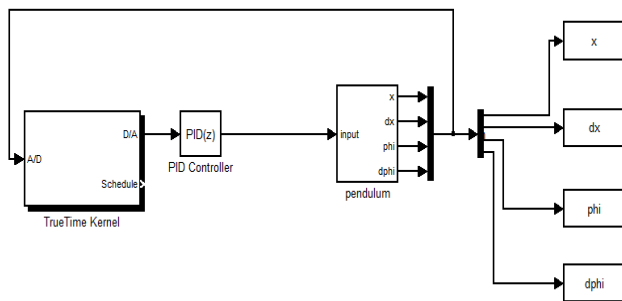 A/D
D/A
Schedule
TrueTime Kernel
PID(z)
PID Controller
input
x
dx
phi
dphi
pendulum
x
dx
phi
dphi